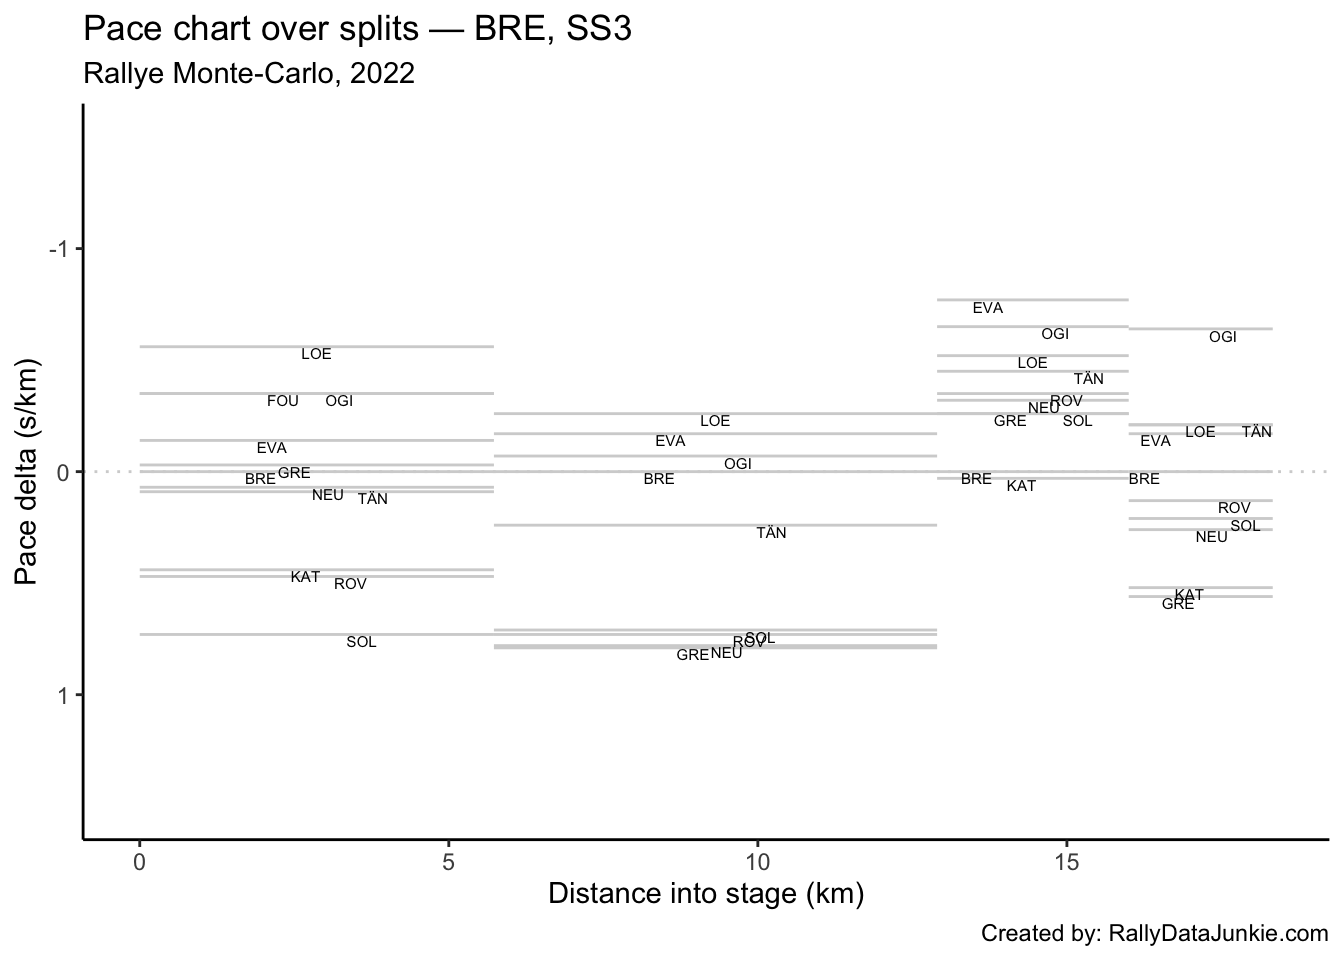 Pace chart over splits — BRE, SS3
Rallye Monte-Carlo, 2022
Pace delta (s/km)
-1
0
1
LOE
FOU OGI
EVA
GRE
BRE
NEU
TÄN
KAT
ROV
SOL
LOE
EVA
OGI
BRE
TÄN
SOL
ROV
NEU
GRE
EVA
OGI
LOE
TÄN
ROV
NEU
GRE SOL
BRE
KAT
OGI
LOE TÄN
EVA
BRE
ROV
SOL
NEU
KAT
GRE
0 5 10 15
Distance into stage (km)
Created by: RallyDataJunkie.com